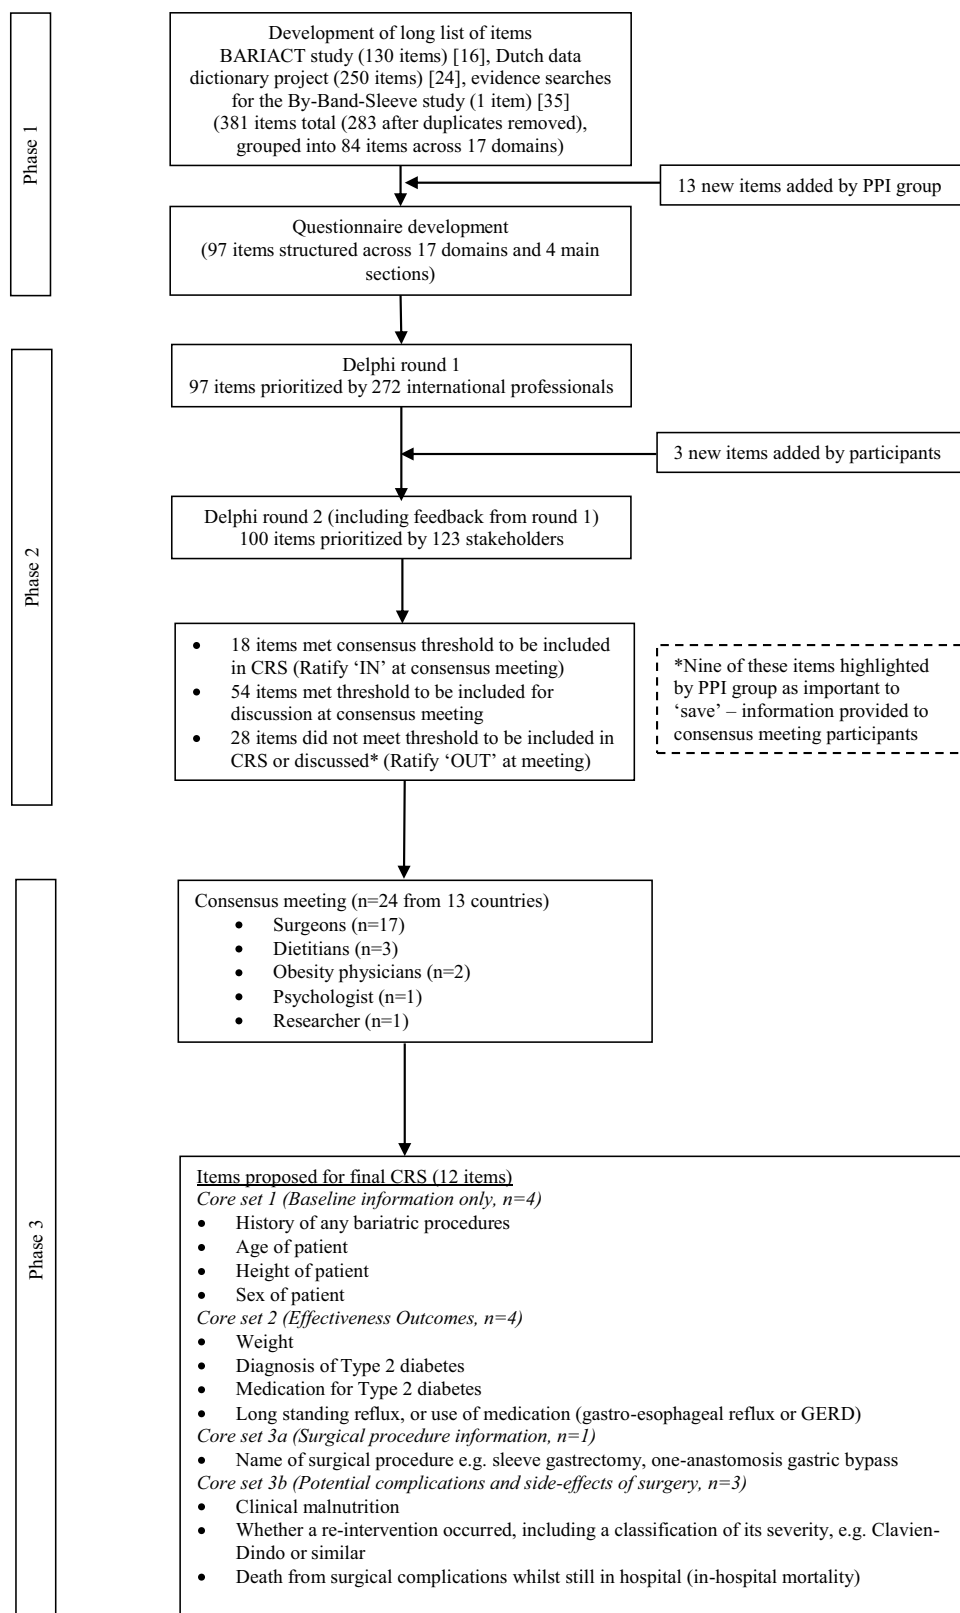 Phase 1
Development of long list of items
BARIACT study (130 items) [16], Dutch data
dictionary project (250 items) [24], evidence searches
for the By-Band-Sleeve study (1 item) [35]
(381 items total (283 after duplicates removed),
grouped into 84 items across 17 domains)
13 new items added by PPI group
Questionnaire development
(97 items structured across 17 domains and 4 main
sections)
Phase 2
Delphi round 1
97 items prioritized by 272 international professionals
3 new items added by participants
Delphi round 2 (including feedback from round 1)
100 items prioritized by 123 stakeholders
• 18 items met consensus threshold to be included
in CRS (Ratify ‘IN’ at consensus meeting)
• 54 items met threshold to be included for
discussion at consensus meeting
• 28 items did not meet threshold to be included in
CRS or discussed* (Ratify ‘OUT’ at meeting)
*Nine of these items highlighted
by PPI group as important to
‘save’ – information provided to
consensus meeting participants
Phase 3
Consensus meeting (n=24 from 13 countries)
• Surgeons (n=17)
• Dietitians (n=3)
• Obesity physicians (n=2)
• Psychologist (n=1)
• Researcher (n=1)
Items proposed for final CRS (12 items)
Core set 1 (Baseline information only, n=4)
• History of any bariatric procedures
• Age of patient
• Height of patient
• Sex of patient
Core set 2 (Effectiveness Outcomes, n=4)
• Weight
• Diagnosis of Type 2 diabetes
• Medication for Type 2 diabetes
• Long standing reflux, or use of medication (gastro-esophageal reflux or GERD)
Core set 3a (Surgical procedure information, n=1)
• Name of surgical procedure e.g. sleeve gastrectomy, one-anastomosis gastric bypass
Core set 3b (Potential complications and side-effects of surgery, n=3)
• Clinical malnutrition
• Whether a re-intervention occurred, including a classification of its severity, e.g. Clavien-
Dindo or similar
• Death from surgical complications whilst still in hospital (in-hospital mortality)